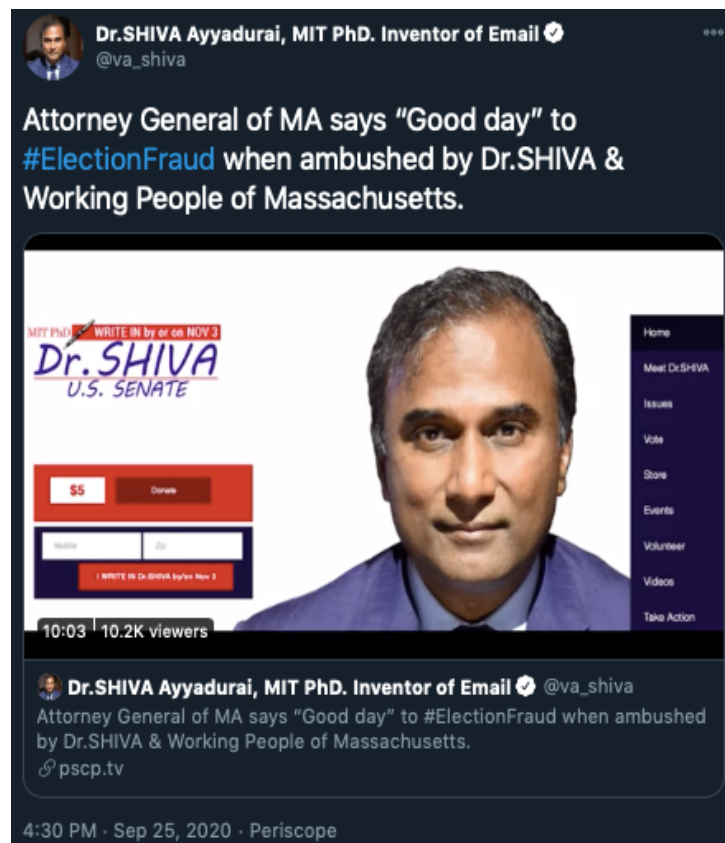 Dr.SHIVA Ayyadurai, MIT PhD. Inventor of Email
@va_shiva
Attorney General of MA says “Good day” to
#ElectionFraud when ambushed by Dr.SHIVA &
Working People of Massachusetts.
MIT PhD WRITE IN by or on NOV 3
Dr.SHIVA
U.S. SENATE
$5
Donate
Mobile
Zip
I WRITE IN Dr.SHIVA by/on Nov 3
Home
Meet Dr.SHIVA
Issues
Vote
Store
Events
Volunteer
Videos
Take Action
10:03 10.2K viewers
Dr.SHIVA Ayyadurai, MIT PhD. Inventor of Email @va_shiva
Attorney General of MA says “Good day” to #ElectionFraud when ambushed
by Dr.SHIVA & Working People of Massachusetts.
pscp.tv
4:30 PM · Sep 25, 2020 · Periscope